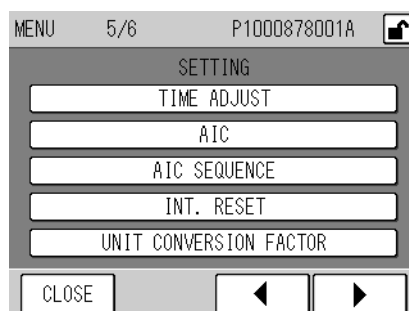 MENU 5/6 P1000878001A
SETTING
TIME ADJUST
AIC
AIC SEQUENCE
INT. RESET
UNIT CONVERSION FACTOR
CLOSE